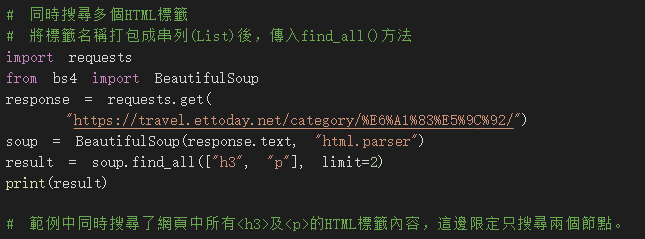 # 同時搜尋多個HTML標籤
# 將標籤名稱打包成串列(List)後，傳入find_all()方法
import requests
from bs4 import BeautifulSoup
response = requests.get(
"https://travel.ettoday.net/category/%E6%A1%83%E5%9C%92/")
soup = BeautifulSoup(response.text, "html.parser")
result = soup.find_all(["h3", "p"], limit=2)
print(result)
# 範例中同時搜尋了網頁中所有<h3>及<p>的HTML標籤內容，這邊限定只搜尋兩個節點。